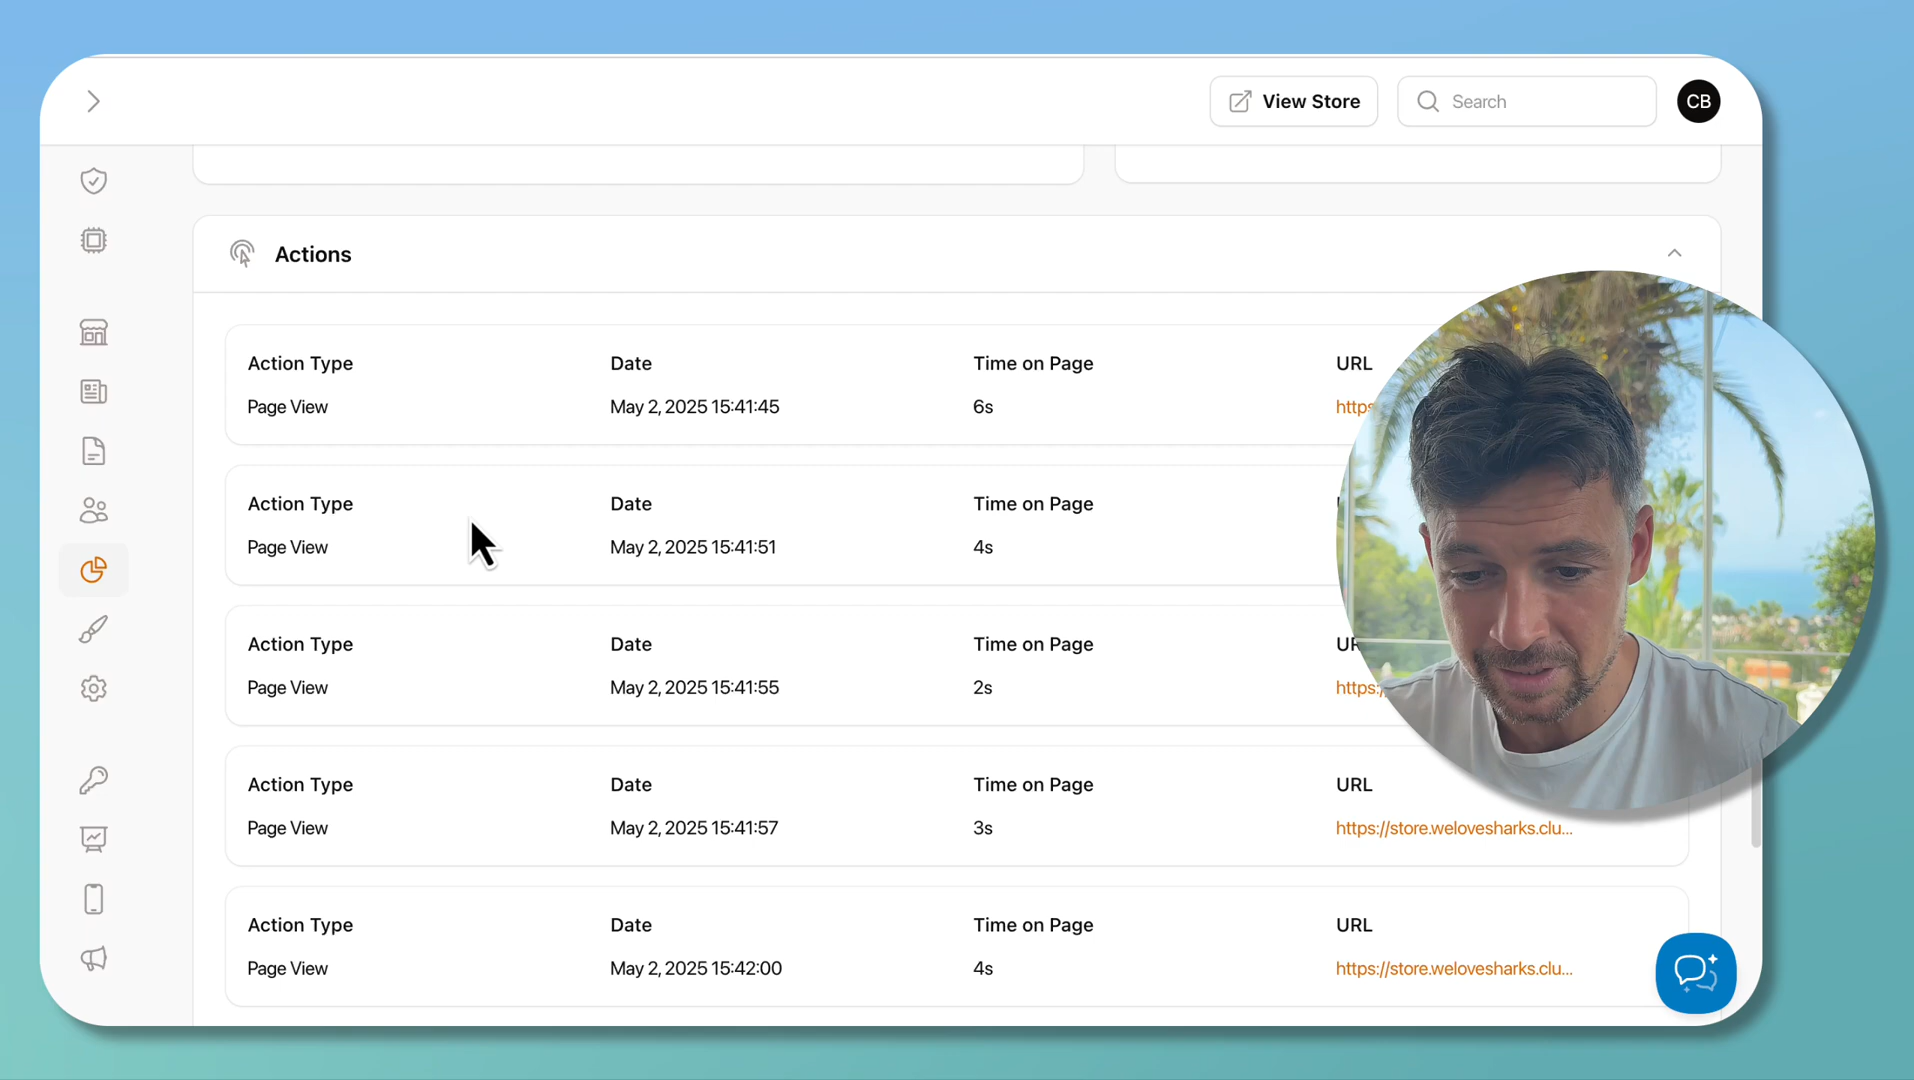 View Store
Search
CB
Actions
Action Type Date Time on Page URL
Page View May 2, 2025 15:41:45 6s https
Action Type Date Time on Page
Page View May 2, 2025 15:41:51 4s
Action Type Date Time on Page
Page View May 2, 2025 15:41:55 2s https:/
Action Type Date Time on Page URL
Page View May 2, 2025 15:41:57 3s https://store.welovesharks.clu...
Action Type Date Time on Page URL
Page View May 2, 2025 15:42:00 4s https://store.welovesharks.clu...